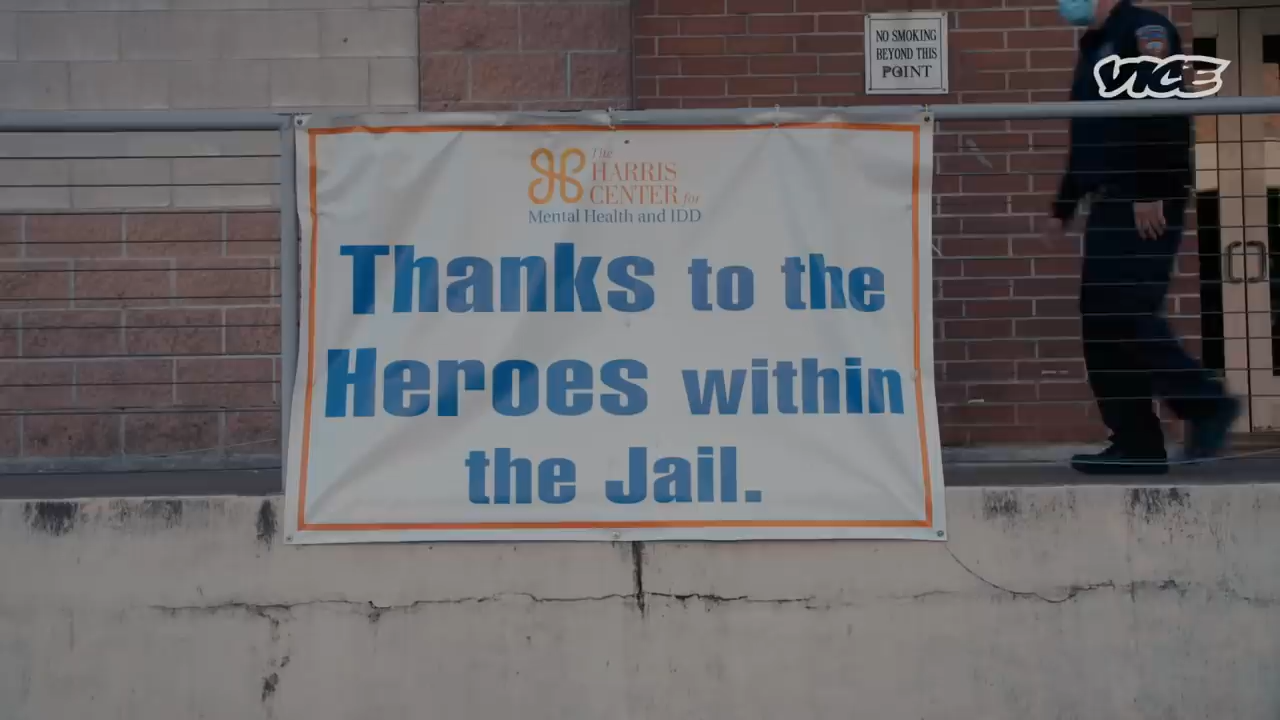 NO SMOKING
BEYOND THIS
POINT
VICE
The
HARRIS
CENTER for
Mental Health and IDD
Thanks to the
Heroes within
the Jail.